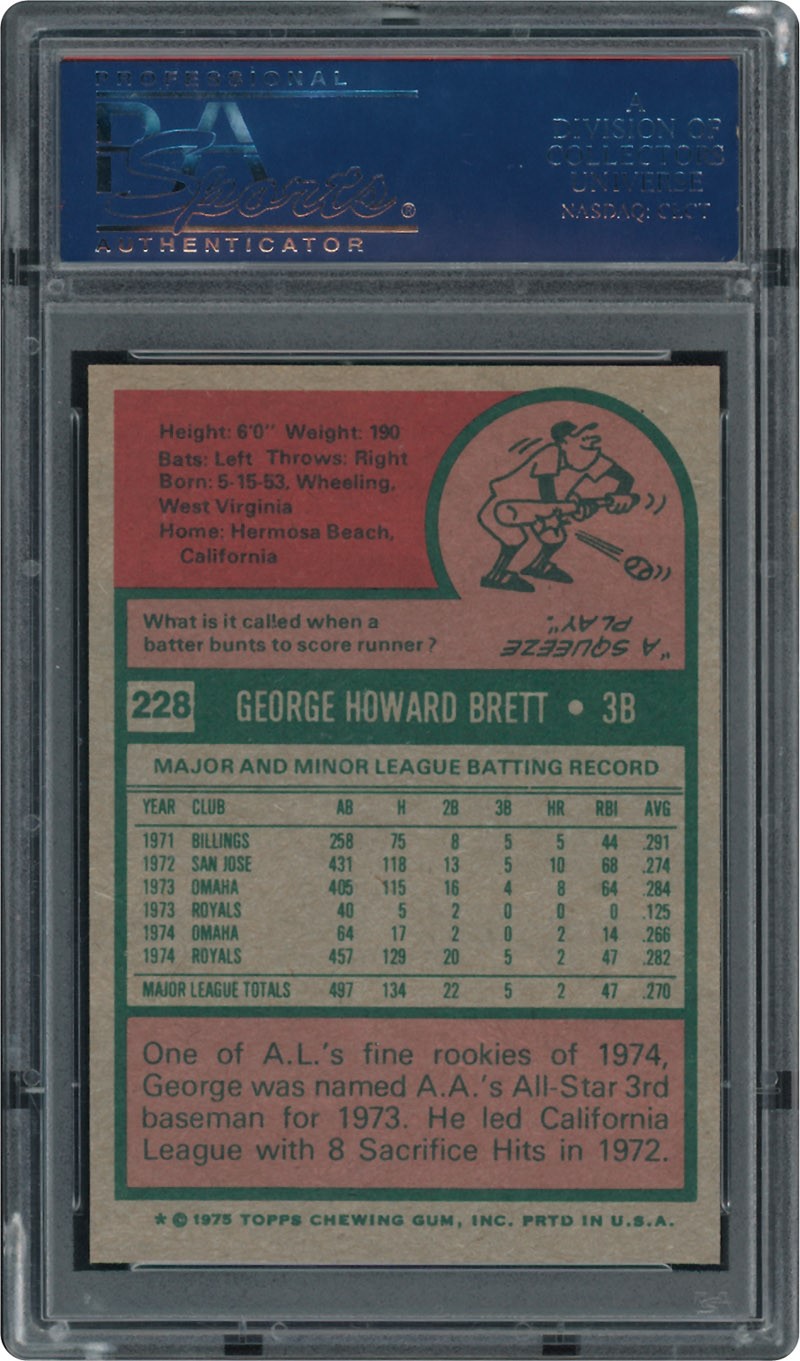 PROFESSIONAL
PSA
Sports®
AUTHENTICATOR
A
DIVISION OF
COLLECTORS
UNIVERSE
NASDAQ: CLCT
Height: 6'0" Weight: 190
Bats: Left Throws: Right
Born: 5-15-53, Wheeling,
West Virginia
Home: Hermosa Beach,
California
What is it called when a
batter bunts to score runner?
"A SQUEEZE
PLAY".
228 GEORGE HOWARD BRETT • 3B
MAJOR AND MINOR LEAGUE BATTING RECORD
YEAR CLUB AB H 2B 3B HR RBI AVG
1971 BILLINGS 258 75 8 5 5 44 .291
1972 SAN JOSE 431 118 13 5 10 68 .274
1973 OMAHA 405 115 16 4 8 64 .284
1973 ROYALS 40 5 2 0 0 0 .125
1974 OMAHA 64 17 2 0 2 14 .266
1974 ROYALS 457 129 20 5 2 47 .282
MAJOR LEAGUE TOTALS 497 134 22 5 2 47 .270
One of A.L.'s fine rookies of 1974,
George was named A.A.'s All-Star 3rd
baseman for 1973. He led California
League with 8 Sacrifice Hits in 1972.
* © 1975 TOPPS CHEWING GUM, INC. PRTD IN U.S.A.
PSA